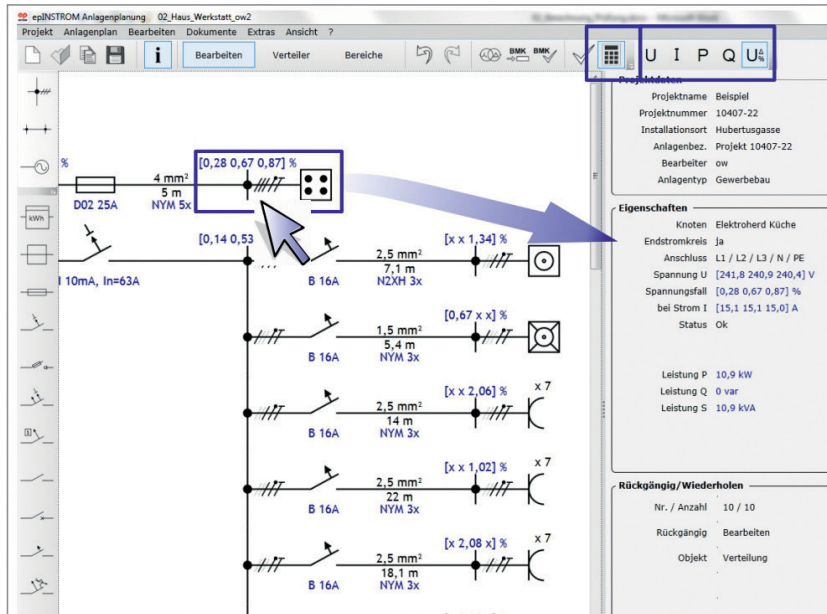 epINSTROM Anlagenplanung 02_Haus_Werkstatt_ow2
Projekt Anlagenplan Bearbeiten Dokumente Extras Ansicht ?
i Bearbeiten Verteiler Bereiche BMK BMK U I P Q UΔ%
Projektdaten
Projektname Beispiel
Projektnummer 10407-22
Installationsort Hubertusgasse
Anlagenbez. Projekt 10407-22
Bearbeiter ow
Anlagentyp Gewerbebau
% [0,28 0,67 0,87] %
4 mm²
5 m
D02 25A NYM 5x
kWh
[0,14 0,53
I 10mA, In=63A
[x x 1,34] %
2,5 mm²
7,1 m
B 16A N2XH 3x
[0,67 x x] %
1,5 mm²
5,4 m
B 16A NYM 3x
[x x 2,06] % x 7
2,5 mm²
14 m
B 16A NYM 3x
[x x 1,02] % x 7
2,5 mm²
22 m
B 16A NYM 3x
[x 2,08 x] % x 7
2,5 mm²
18,1 m
B 16A NYM 3x
Eigenschaften
Knoten Elektroherd Küche
Endstromkreis ja
Anschluss L1 / L2 / L3 / N / PE
Spannung U [241,8 240,9 240,4] V
Spannungsfall [0,28 0,67 0,87] %
bei Strom I [15,1 15,1 15,0] A
Status Ok
Leistung P 10,9 kW
Leistung Q 0 var
Leistung S 10,9 kVA
Rückgängig/Wiederholen
Nr. / Anzahl 10 / 10
Rückgängig Bearbeiten
Objekt Verteilung